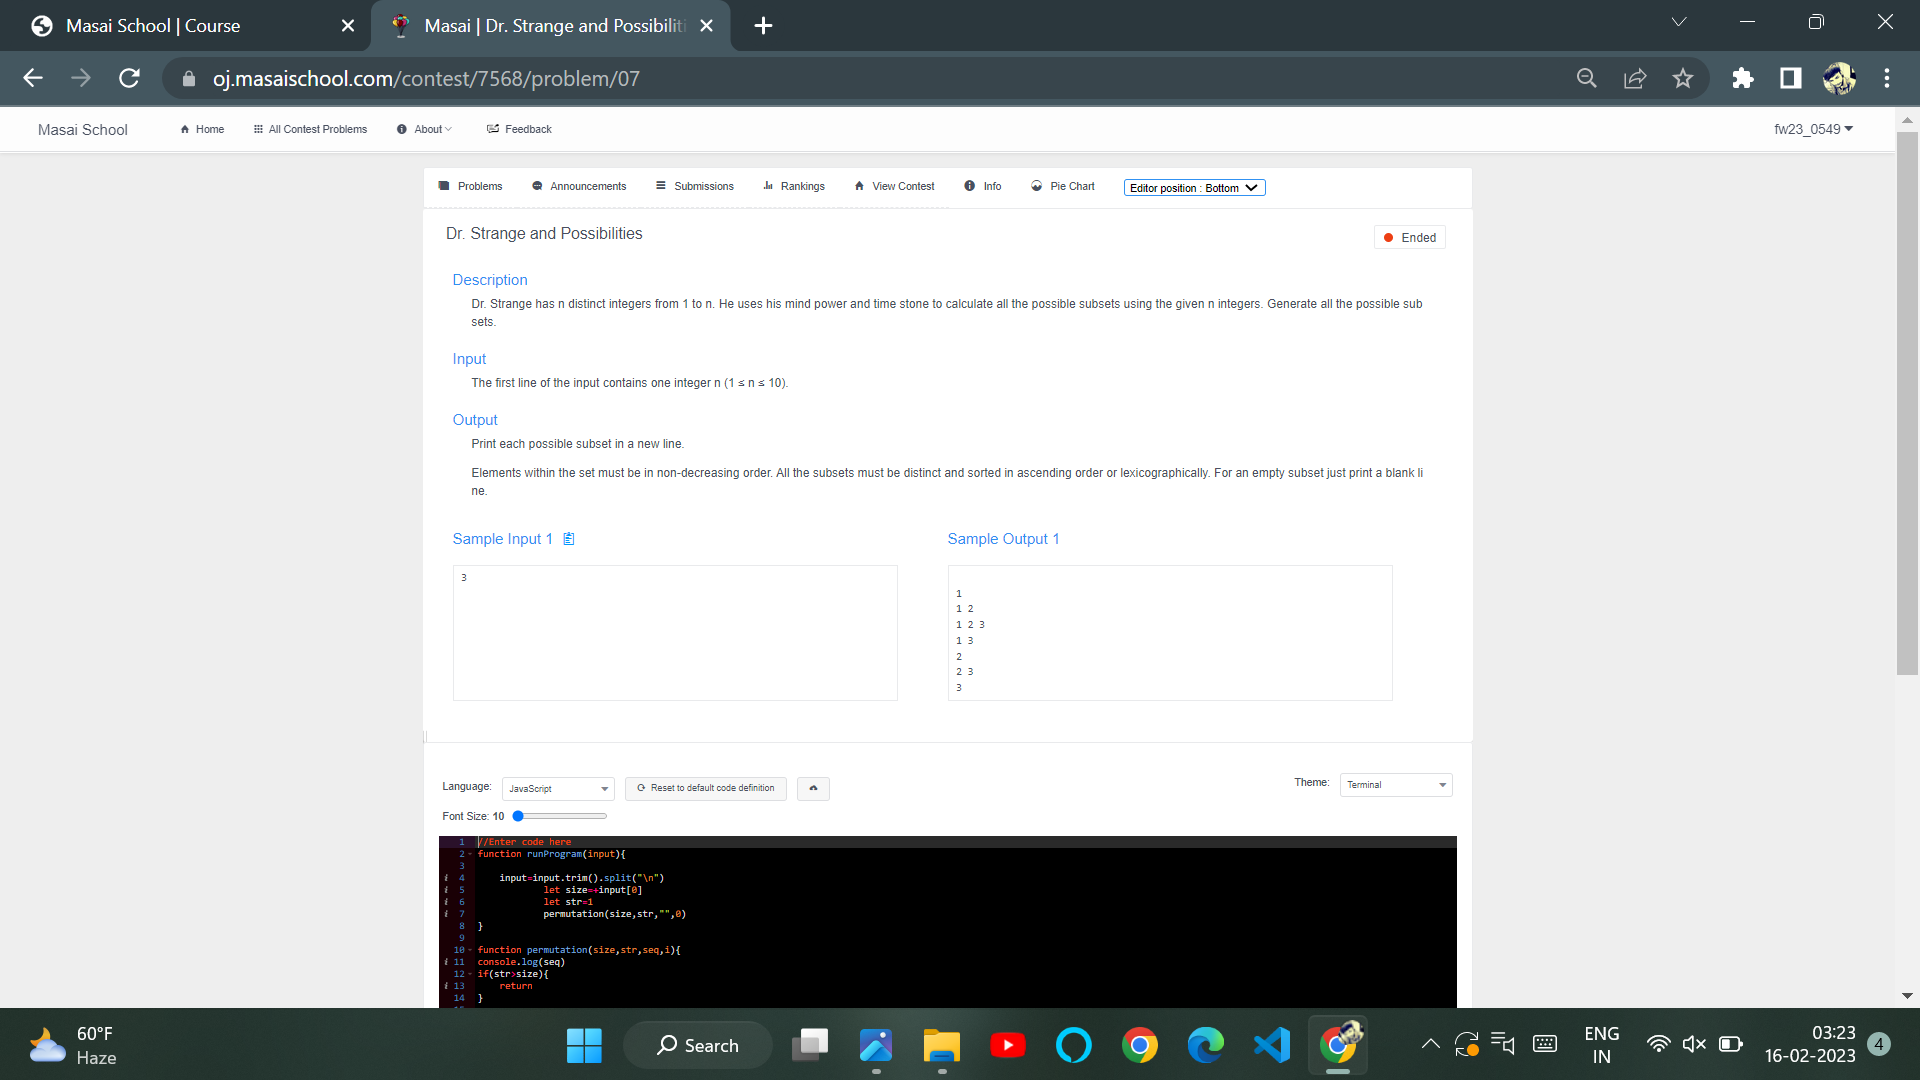 Masai School | Course
Masai | Dr. Strange and Possibiliti
oj.masaischool.com/contest/7568/problem/07
Masai School
Home
All Contest Problems
About
Feedback
fw23_0549
Problems
Announcements
Submissions
Rankings
View Contest
Info
Pie Chart
Editor position : Bottom
Dr. Strange and Possibilities
Ended
Description
Dr. Strange has n distinct integers from 1 to n. He uses his mind power and time stone to calculate all the possible subsets using the given n integers. Generate all the possible sub
sets.
Input
The first line of the input contains one integer n (1 ≤ n ≤ 10).
Output
Print each possible subset in a new line.
Elements within the set must be in non-decreasing order. All the subsets must be distinct and sorted in ascending order or lexicographically. For an empty subset just print a blank li
ne.
Sample Input 1
Sample Output 1
3
1
1 2
1 2 3
1 3
2
2 3
3
Language:
JavaScript
Reset to default code definition
Theme:
Terminal
Font Size: 10
1 //Enter code here
2 function runProgram(input){
3
4 input=input.trim().split("\n")
5 let size=+input[0]
6 let str=1
7 permutation(size,str,"",0)
8 }
9
10 function permutation(size,str,seq,i){
11 console.log(seq)
12 if(str>size){
13 return
14 }
60°F
Haze
Search
ENG
IN
03:23
16-02-2023
4